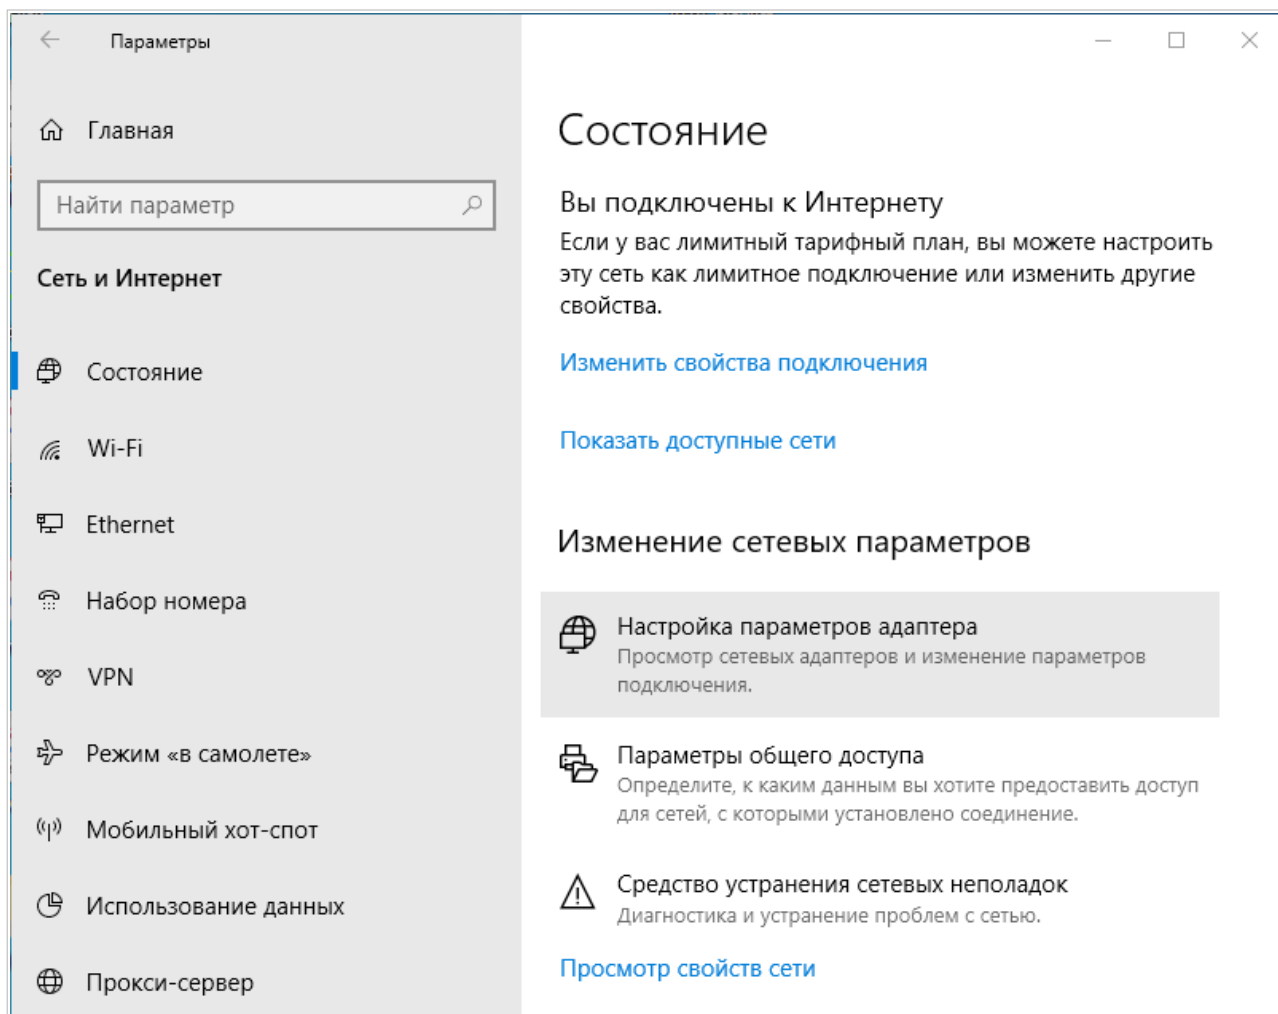 Параметры
Главная
Найти параметр
Сеть и Интернет
Состояние
Wi-Fi
Ethernet
Набор номера
VPN
Режим «в самолете»
Мобильный хот-спот
Использование данных
Прокси-сервер
Состояние
Вы подключены к Интернету
Если у вас лимитный тарифный план, вы можете настроить
эту сеть как лимитное подключение или изменить другие
свойства.
Изменить свойства подключения
Показать доступные сети
Изменение сетевых параметров
Настройка параметров адаптера
Просмотр сетевых адаптеров и изменение параметров
подключения.
Параметры общего доступа
Определите, к каким данным вы хотите предоставить доступ
для сетей, с которыми установлено соединение.
Средство устранения сетевых неполадок
Диагностика и устранение проблем с сетью.
Просмотр свойств сети